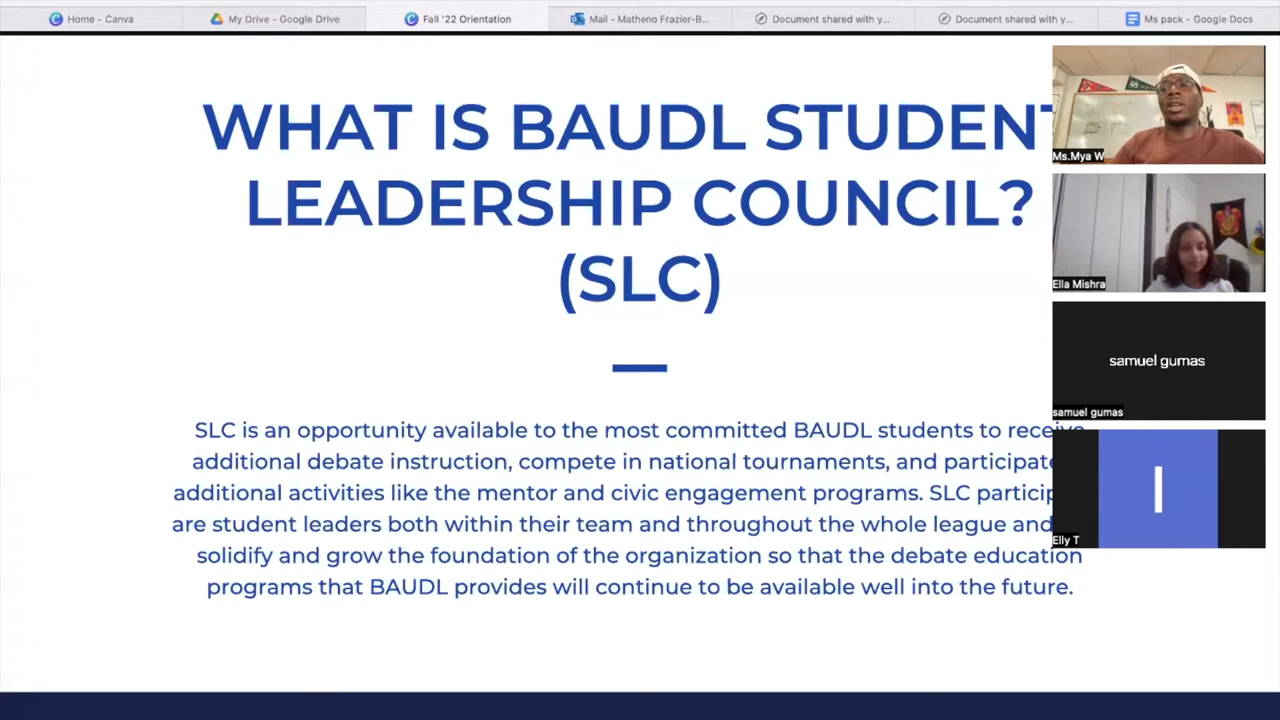 Home - Canva
My Drive - Google Drive
Fall '22 Orientation
Mail - Matheno Frazier-B...
Document shared with y...
Document shared with y...
Ms pack - Google Docs
WHAT IS BAUDL STUDENT
LEADERSHIP COUNCIL?
(SLC)
SLC is an opportunity available to the most committed BAUDL students to receive
additional debate instruction, compete in national tournaments, and participate
additional activities like the mentor and civic engagement programs. SLC particip
are student leaders both within their team and throughout the whole league and
solidify and grow the foundation of the organization so that the debate education
programs that BAUDL provides will continue to be available well into the future.
Ms.Mya W
Ella Mishra
samuel gumas
samuel gumas
I
Elly T